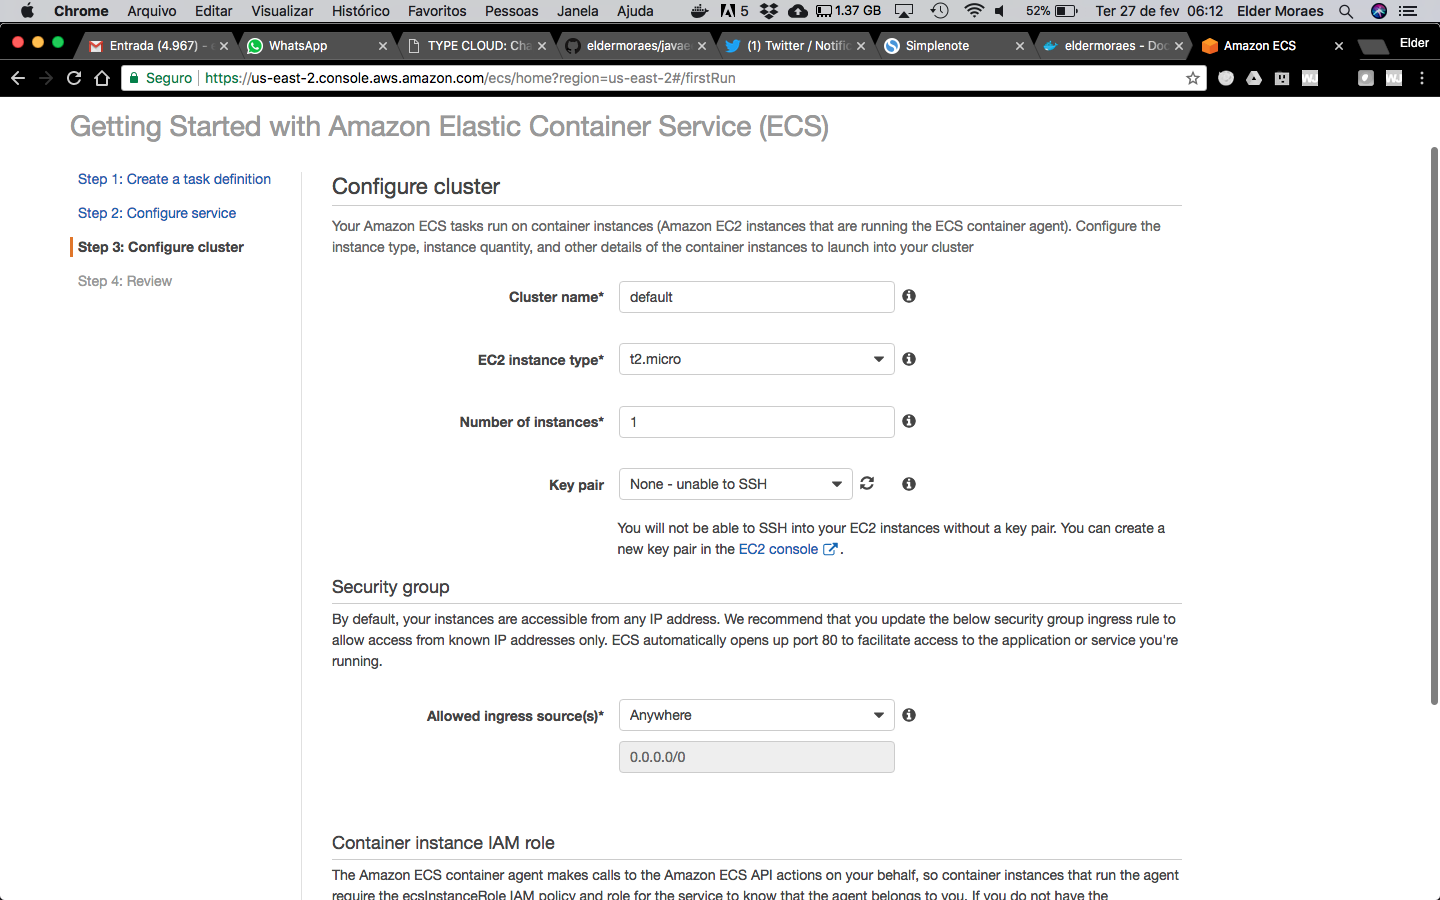 Chrome Arquivo Editar Visualizar Histórico Favoritos Pessoas Janela Ajuda 5 1.37 GB 52% Ter 27 de fev 06:12 Elder Moraes
Entrada (4.967) - WhatsApp TYPE CLOUD: Cha eldermoraes/javae (1) Twitter / Notific Simplenote eldermoraes - Doc Amazon ECS Elder
Seguro https://us-east-2.console.aws.amazon.com/ecs/home?region=us-east-2#/firstRun
Getting Started with Amazon Elastic Container Service (ECS)
Step 1: Create a task definition
Step 2: Configure service
Step 3: Configure cluster
Step 4: Review
Configure cluster
Your Amazon ECS tasks run on container instances (Amazon EC2 instances that are running the ECS container agent). Configure the
instance type, instance quantity, and other details of the container instances to launch into your cluster
Cluster name* default
EC2 instance type* t2.micro
Number of instances* 1
Key pair None - unable to SSH
You will not be able to SSH into your EC2 instances without a key pair. You can create a
new key pair in the EC2 console .
Security group
By default, your instances are accessible from any IP address. We recommend that you update the below security group ingress rule to
allow access from known IP addresses only. ECS automatically opens up port 80 to facilitate access to the application or service you're
running.
Allowed ingress source(s)* Anywhere
0.0.0.0/0
Container instance IAM role
The Amazon ECS container agent makes calls to the Amazon ECS API actions on your behalf, so container instances that run the agent
require the ecsInstanceRole IAM policy and role for the service to know that the agent belongs to you. If you do not have the